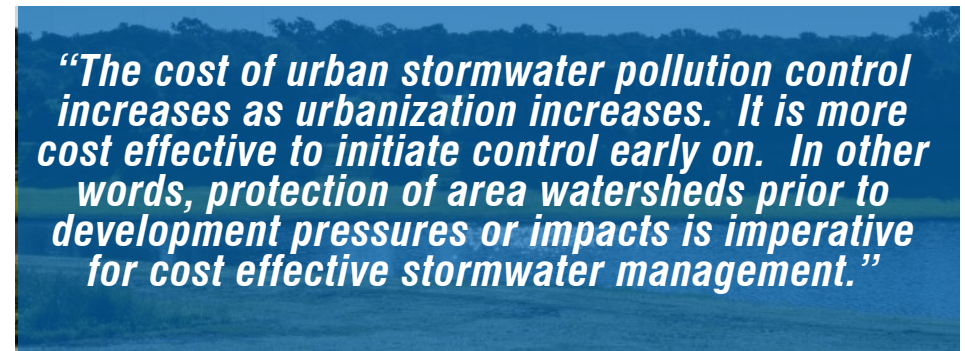 “The cost of urban stormwater pollution control
increases as urbanization increases.  It is more
cost effective to initiate control early on.  In other
words, protection of area watersheds prior to
development pressures or impacts is imperative
for cost effective stormwater management.”